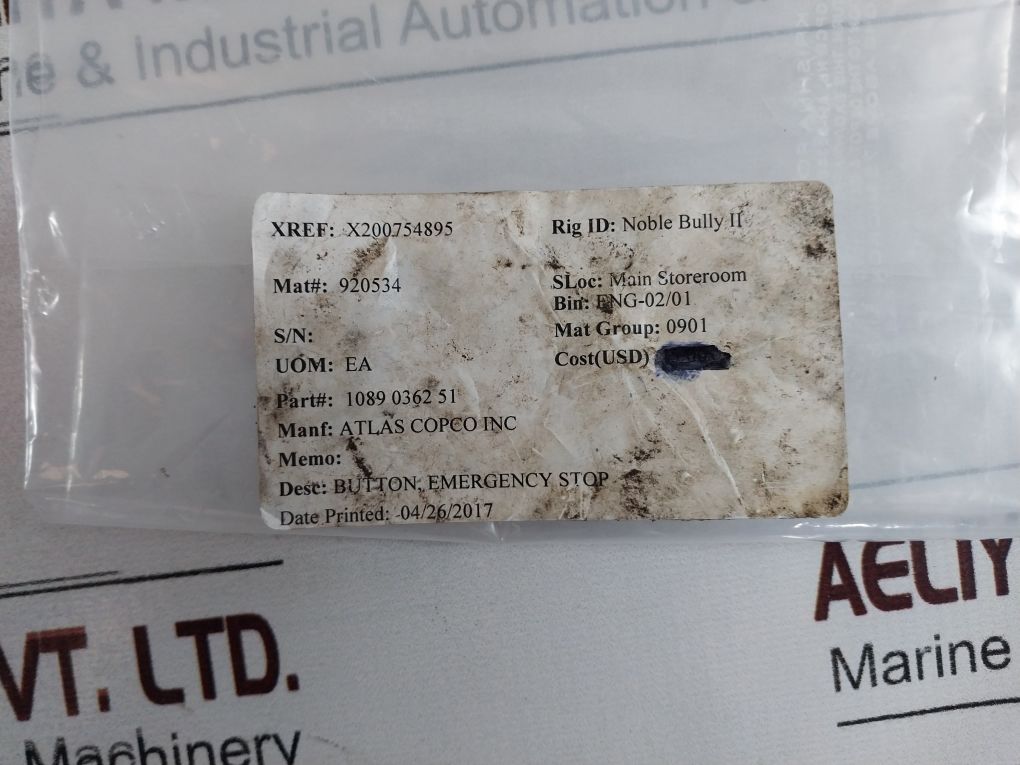 e & Industrial Automation &
XREF: X200754895
Rig ID: Noble Bully II
Mat#: 920534
SLoc: Main Storeroom
Bin: ENG-02/01
S/N:
Mat Group: 0901
UOM: EA
Cost(USD)
Part#: 1089 0362 51
Manf: ATLAS COPCO INC
Memo:
Desc: BUTTON; EMERGENCY STOP
Date Printed: 04/26/2017
VT. LTD.
Machinery
AELIY
Marine